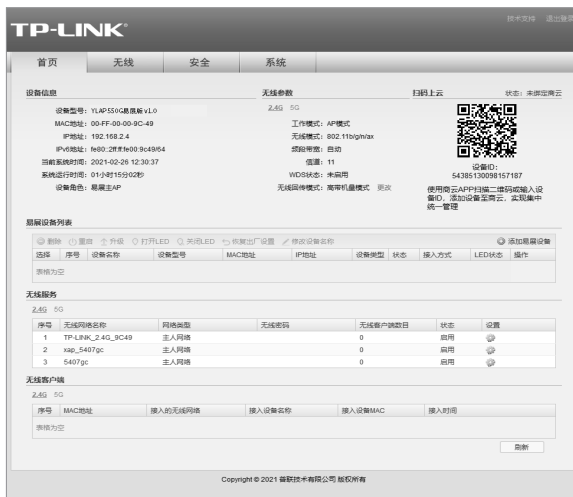 技术支持 退出登录
TP-LINK®
首页 无线 安全 系统
设备信息
设备型号: YLAP550G易展版 v1.0
MAC地址: 00-FF-00-00-9C-49
IP地址: 192.168.2.4
IPv6地址: fe80::2ff:ff:fe00:9c49/64
当前系统时间: 2021-02-26 12:30:37
系统运行时间: 01小时15分02秒
设备角色: 易展主AP
无线参数
2.4G 5G
工作模式: AP模式
无线模式: 802.11b/g/n/ax
频段带宽: 自动
信道: 11
WDS状态: 未启用
无线回传模式: 高带机量模式 更改
扫码上云 状态: 未绑定商云
设备ID:
54385130098157187
使用商云APP扫描二维码或输入设
备ID，添加设备至商云，实现集中
统一管理
易展设备列表
删除 重启 升级 打开LED 关闭LED 恢复出厂设置 修改设备名称 添加易展设备
选择 序号 设备名称 设备型号 MAC地址 IP地址 设备类型 状态 接入方式 LED状态 操作
表格为空
无线服务
2.4G 5G
序号 无线网络名称 网络类型 无线密码 无线客户端数目 状态 设置
1 TP-LINK_2.4G_9C49 主人网络 0 启用
2 xap_5407gc 主人网络 0 启用
3 5407gc 主人网络 0 启用
无线客户端
2.4G 5G
序号 MAC地址 接入的无线网络 接入设备名称 接入设备MAC 接入时间
表格为空
刷新
Copyright © 2021 普联技术有限公司 版权所有